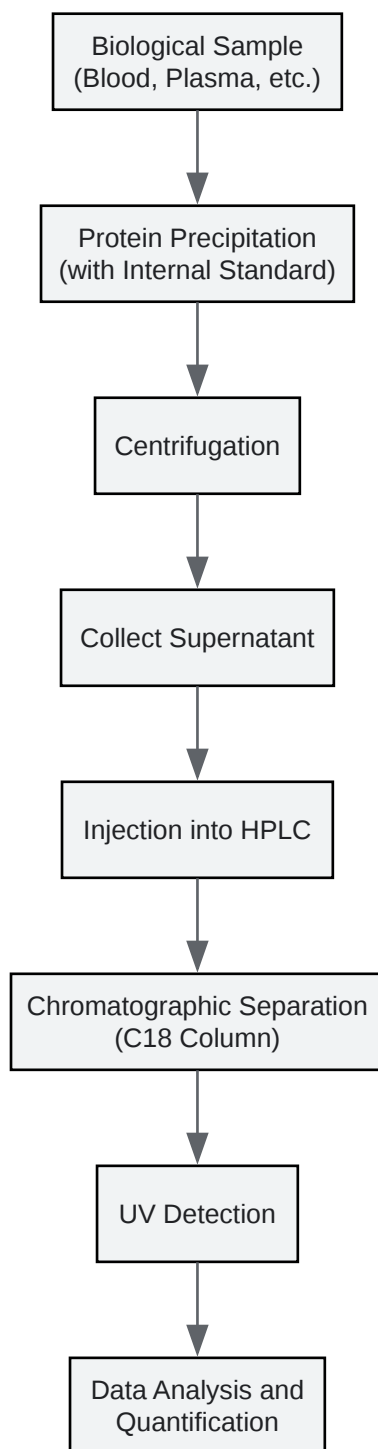 Biological Sample
(Blood, Plasma, etc.)
Protein Precipitation
(with Internal Standard)
Centrifugation
Collect Supernatant
Injection into HPLC
Chromatographic Separation
(C18 Column)
UV Detection
Data Analysis and
Quantification